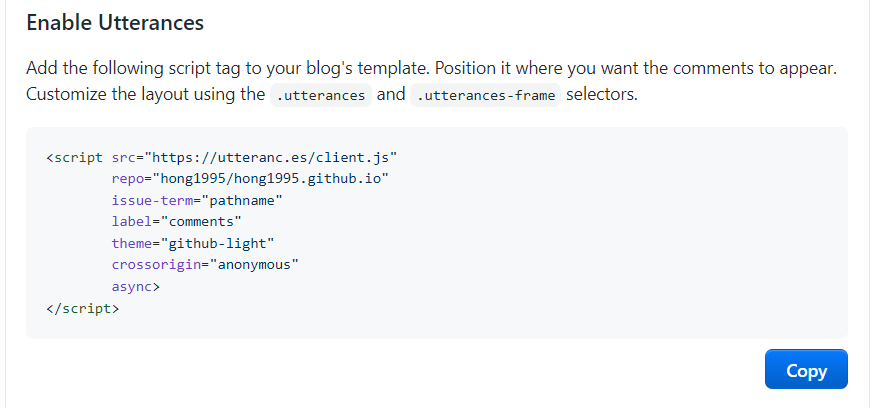 Enable Utterances
Add the following script tag to your blog's template. Position it where you want the comments to appear.
Customize the layout using the .utterances and .utterances-frame selectors.
<script src="https://utteranc.es/client.js"
        repo="hong1995/hong1995.github.io"
        issue-term="pathname"
        label="comments"
        theme="github-light"
        crossorigin="anonymous"
        async>
</script>
Copy